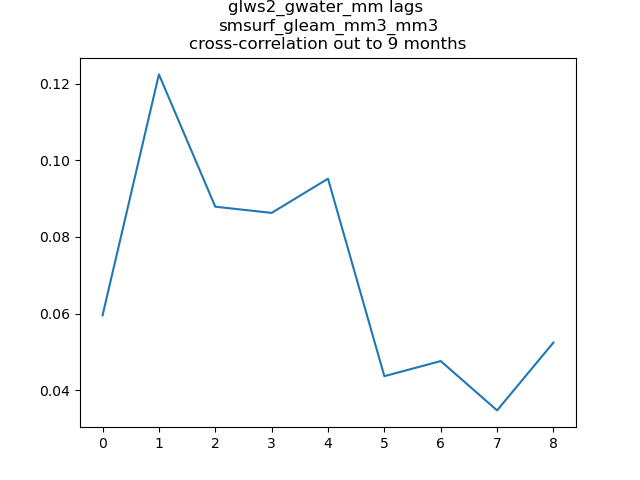 glws2_gwater_mm lags
smsurf_gleam_mm3_mm3
cross-correlation out to 9 months
0.12
0.10
0.08
0.06
0.04
0 1 2 3 4 5 6 7 8